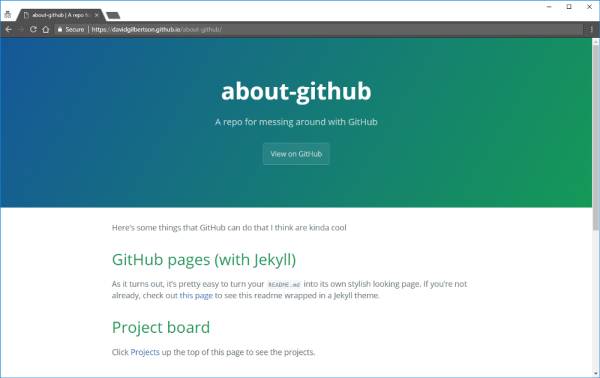 about-github | A repo fo
Secure | https://davidgilbertson.github.io/about-github/
about-github
A repo for messing around with GitHub
View on GitHub
Here's some things that GitHub can do that I think are kinda cool
GitHub pages (with Jekyll)
As it turns out, it's pretty easy to turn your README.md into its own stylish looking page. If you're not
already, check out this page to see this readme wrapped in a Jekyll theme.
Project board
Click Projects up the top of this page to see the projects.